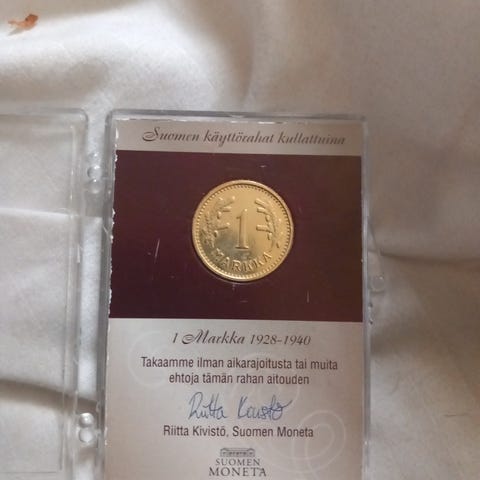 Suomen käyttörahat kullattuina
1
MARKKA
1 Markka 1928-1940
Takaamme ilman aikarajoitusta tai muita
ehtoja tämän rahan aitouden
Riitta Kivistö
Riitta Kivistö, Suomen Moneta
SUOMEN
MONETA